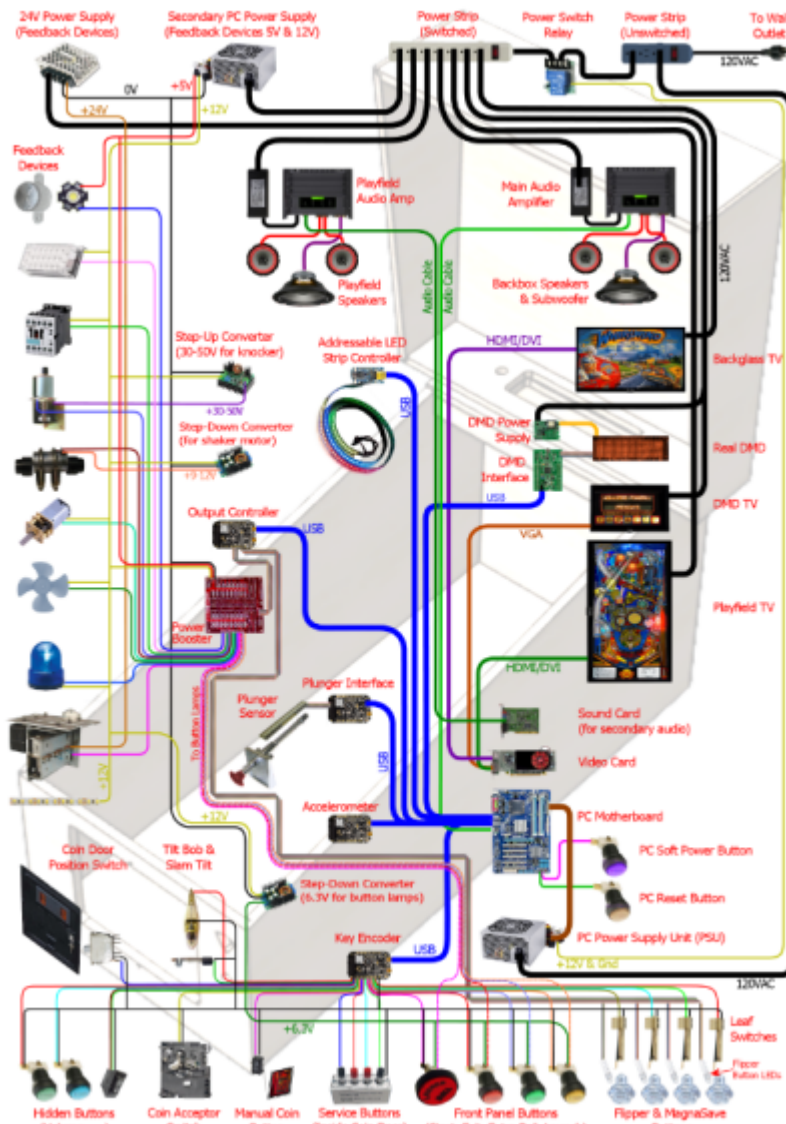 24V Power Supply
(Feedback Devices)
Secondary PC Power Supply
(Feedback Devices 5V & 12V)
Power Strip
(Switched)
Power Switch
Relay
Power Strip
(Unswitched)
To Wall
Outlet
120VAC
0V
+5V
+24V
+12V
Feedback
Devices
Playfield
Audio Amp
Main Audio
Amplifier
120VAC
Playfield
Speakers
Audio Cable
Audio Cable
Backbox Speakers
& Subwoofer
Step-Up Converter
(30-50V for knocker)
Addressable LED
Strip Controller
HDMI/DVI
Backglass TV
+30-50V
USB
Step-Down Converter
(for shaker motor)
+9-12V
DMD Power
Supply
Real DMD
DMD
Interface
USB
DMD TV
Output Controller
USB
VGA
Power
Booster
Playfield TV
HDMI/DVI
Plunger Interface
Plunger
Sensor
To Button Lamps
USB
Sound Card
(for secondary audio)
Video Card
+12V
+12V
Accelerometer
PC Motherboard
Coin Door
Position Switch
Tilt Bob &
Slam Tilt
PC Soft Power Button
Step-Down Converter
(6.3V for button lamps)
PC Reset Button
Key Encoder
USB
PC Power Supply Unit (PSU)
+12V & Gnd
120VAC
+6.3V
Leaf
Switches
Flipper
Button LEDs
Hidden Buttons
Coin Acceptor
Manual Coin
Service Buttons
Front Panel Buttons
Flipper & MagnaSave